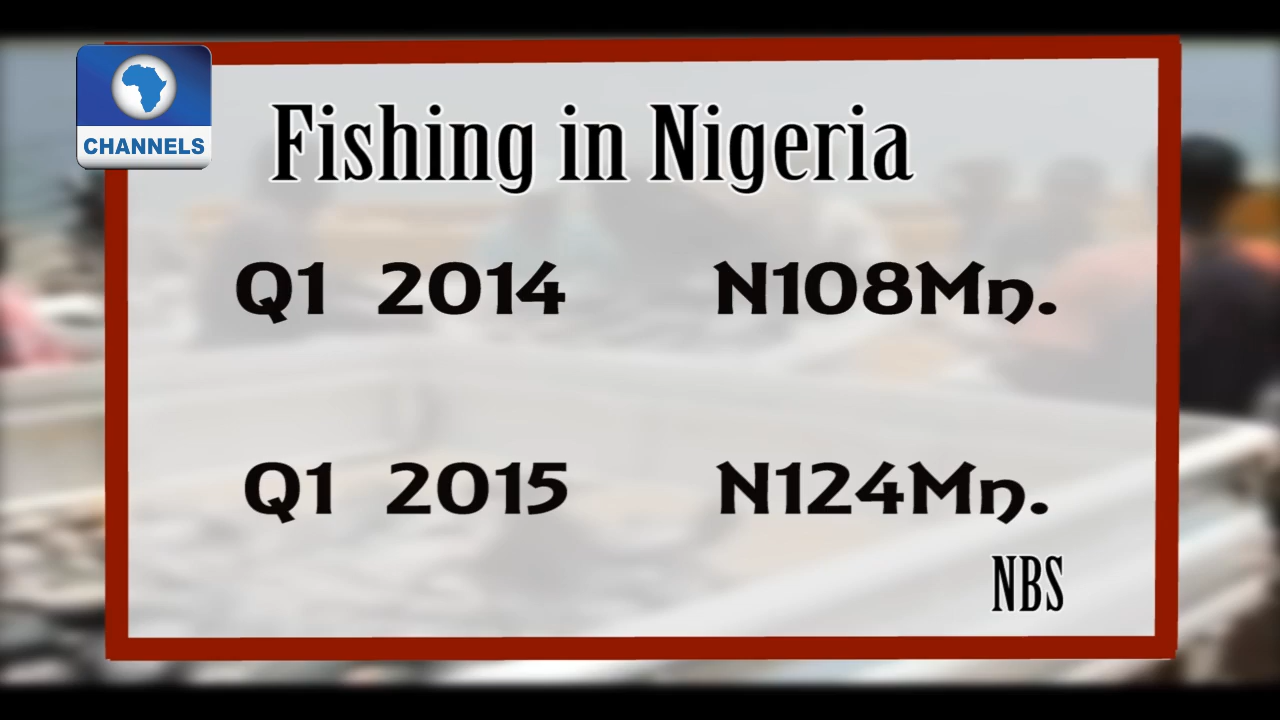 CHANNELS
Fishing in Nigeria
Q1 2014 N108Mn.
Q1 2015 N124Mn.
NBS